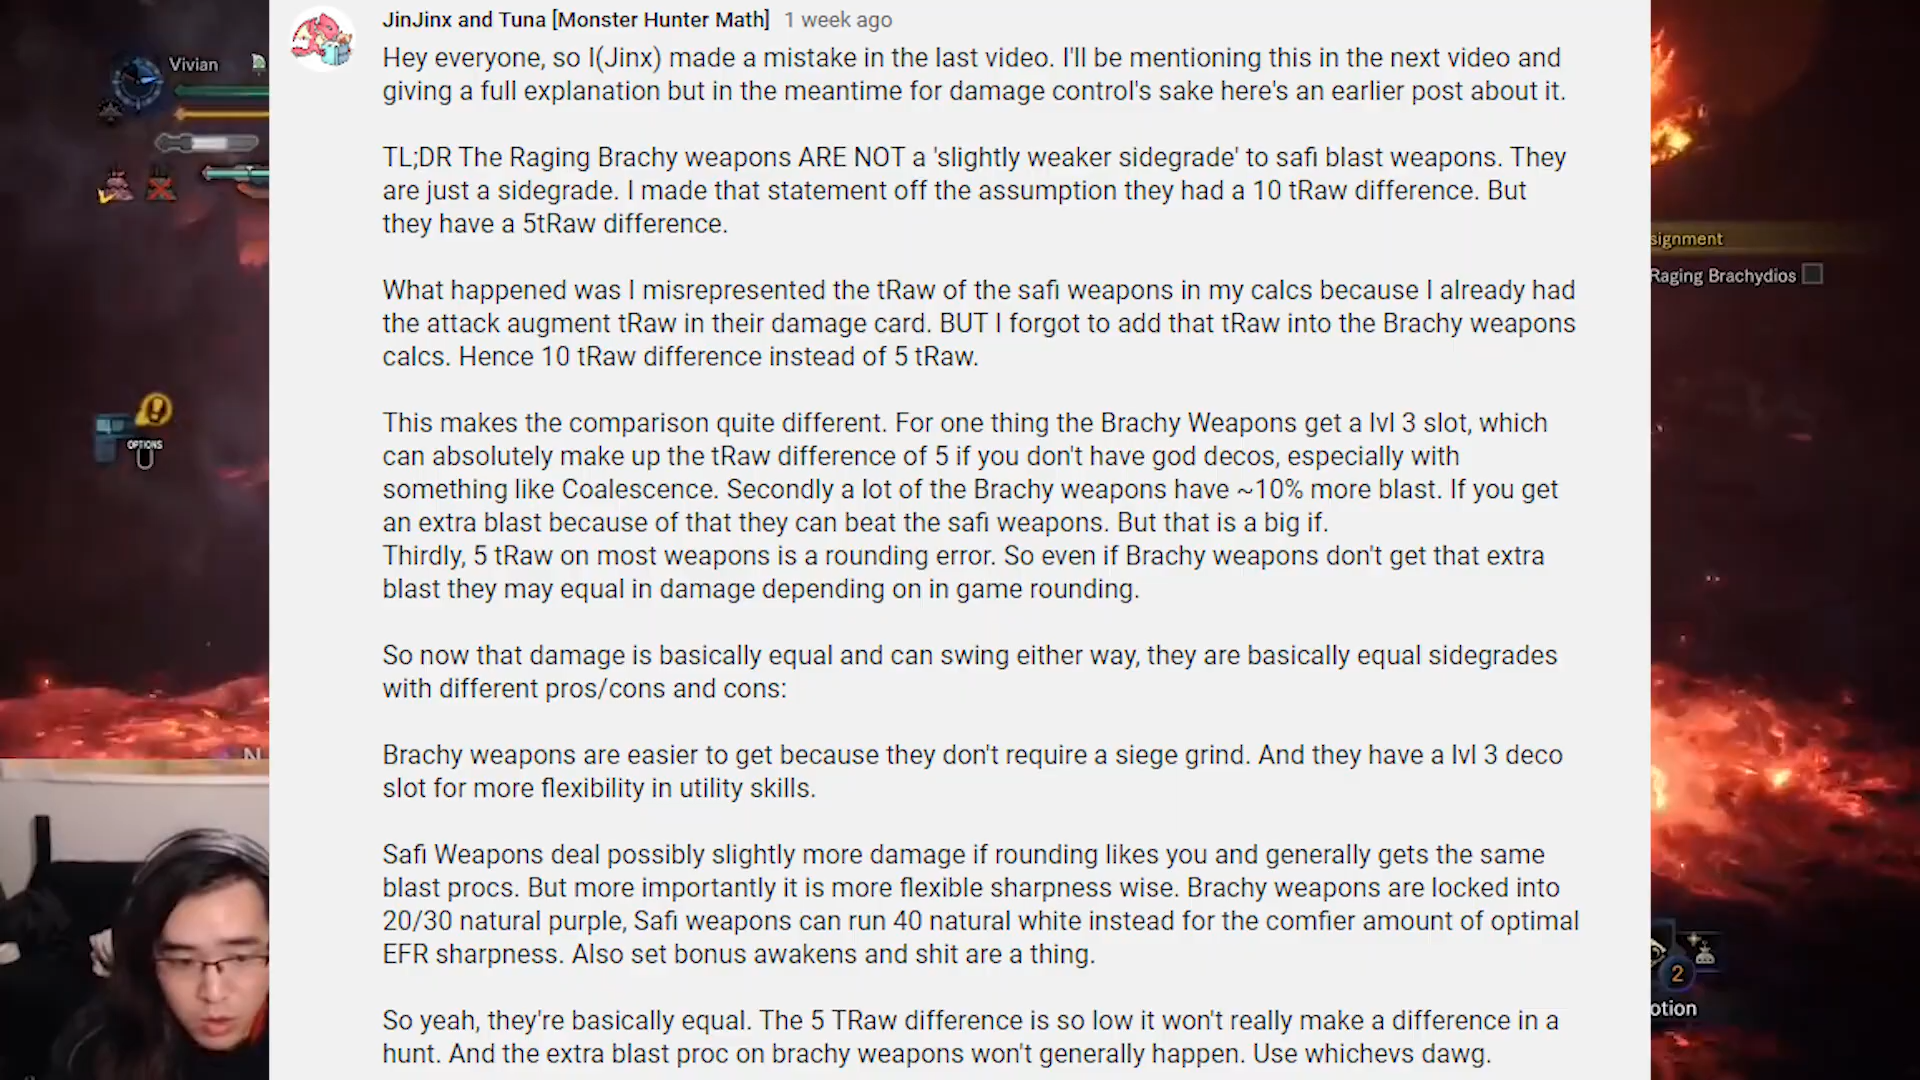 JinJinx and Tuna [Monster Hunter Math] 1 week ago
Hey everyone, so I(Jinx) made a mistake in the last video. I'll be mentioning this in the next video and
giving a full explanation but in the meantime for damage control's sake here's an earlier post about it.
TL;DR The Raging Brachy weapons ARE NOT a 'slightly weaker sidegrade' to safi blast weapons. They
are just a sidegrade. I made that statement off the assumption they had a 10 tRaw difference. But
they have a 5tRaw difference.
What happened was I misrepresented the tRaw of the safi weapons in my calcs because I already had
the attack augment tRaw in their damage card. BUT I forgot to add that tRaw into the Brachy weapons
calcs. Hence 10 tRaw difference instead of 5 tRaw.
This makes the comparison quite different. For one thing the Brachy Weapons get a lvl 3 slot, which
can absolutely make up the tRaw difference of 5 if you don't have god decos, especially with
something like Coalescence. Secondly a lot of the Brachy weapons have ~10% more blast. If you get
an extra blast because of that they can beat the safi weapons. But that is a big if.
Thirdly, 5 tRaw on most weapons is a rounding error. So even if Brachy weapons don't get that extra
blast they may equal in damage depending on in game rounding.
So now that damage is basically equal and can swing either way, they are basically equal sidegrades
with different pros/cons and cons:
Brachy weapons are easier to get because they don't require a siege grind. And they have a lvl 3 deco
slot for more flexibility in utility skills.
Safi Weapons deal possibly slightly more damage if rounding likes you and generally gets the same
blast procs. But more importantly it is more flexible sharpness wise. Brachy weapons are locked into
20/30 natural purple, Safi weapons can run 40 natural white instead for the comfier amount of optimal
EFR sharpness. Also set bonus awakens and shit are a thing.
So yeah, they're basically equal. The 5 TRaw difference is so low it won't really make a difference in a
hunt. And the extra blast proc on brachy weapons won't generally happen. Use whichevs dawg.
Vivian
OPTIONS
N
signment
Raging Brachydios
2
otion